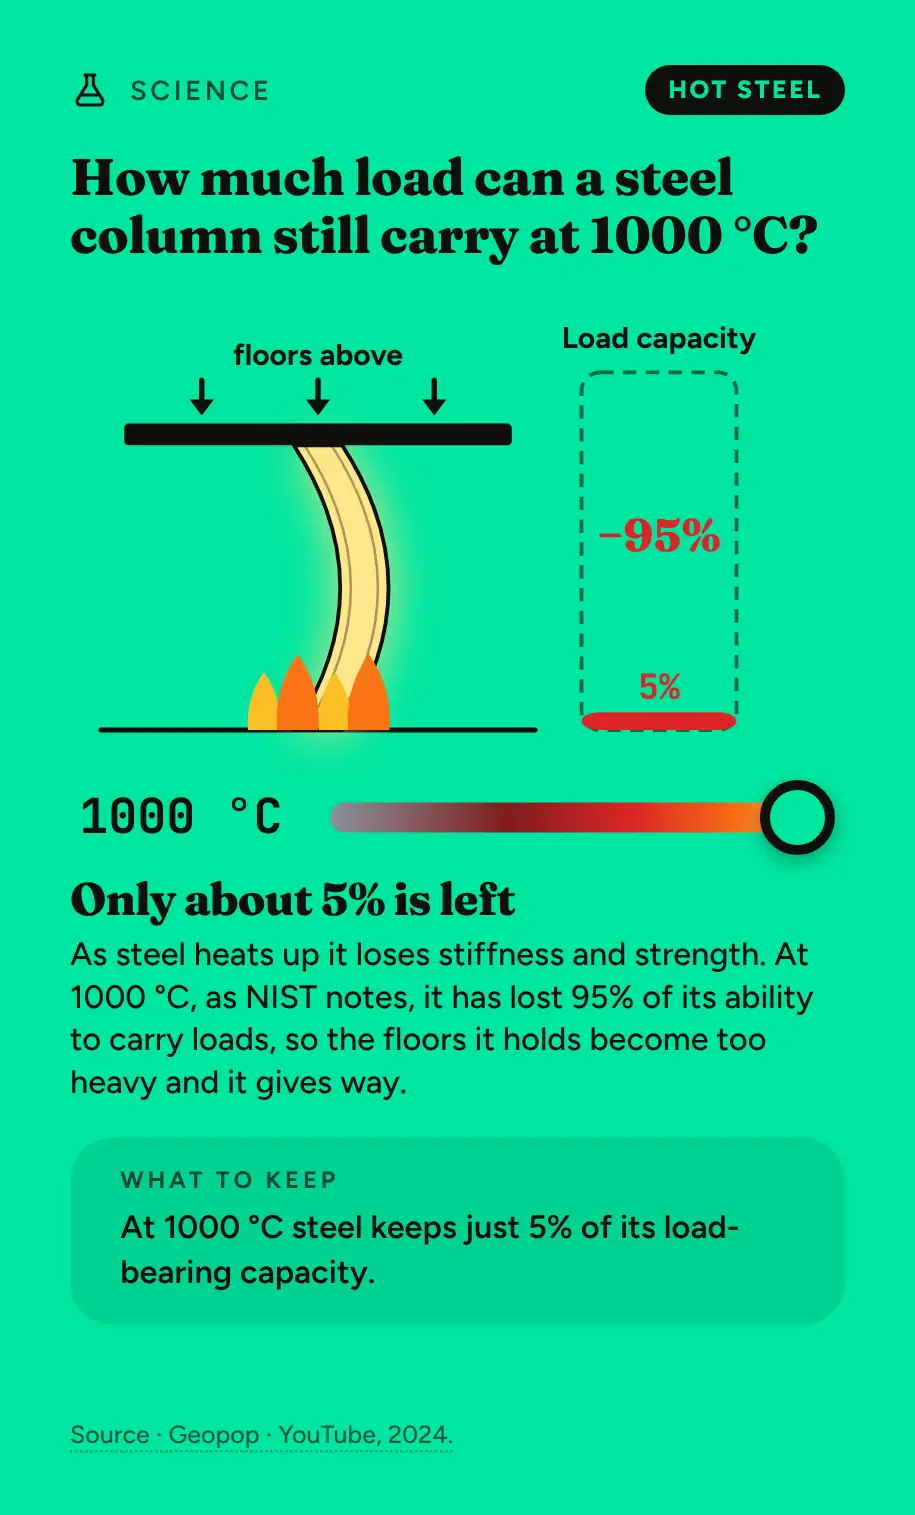 SCIENCE
HOT STEEL
How much load can a steel
column still carry at 1000 °C?
floors above
Load capacity
−95%
5%
1000 °C
Only about 5% is left
As steel heats up it loses stiffness and strength. At
1000 °C, as NIST notes, it has lost 95% of its ability
to carry loads, so the floors it holds become too
heavy and it gives way.
WHAT TO KEEP
At 1000 °C steel keeps just 5% of its load-
bearing capacity.
Source · Geopop · YouTube, 2024.